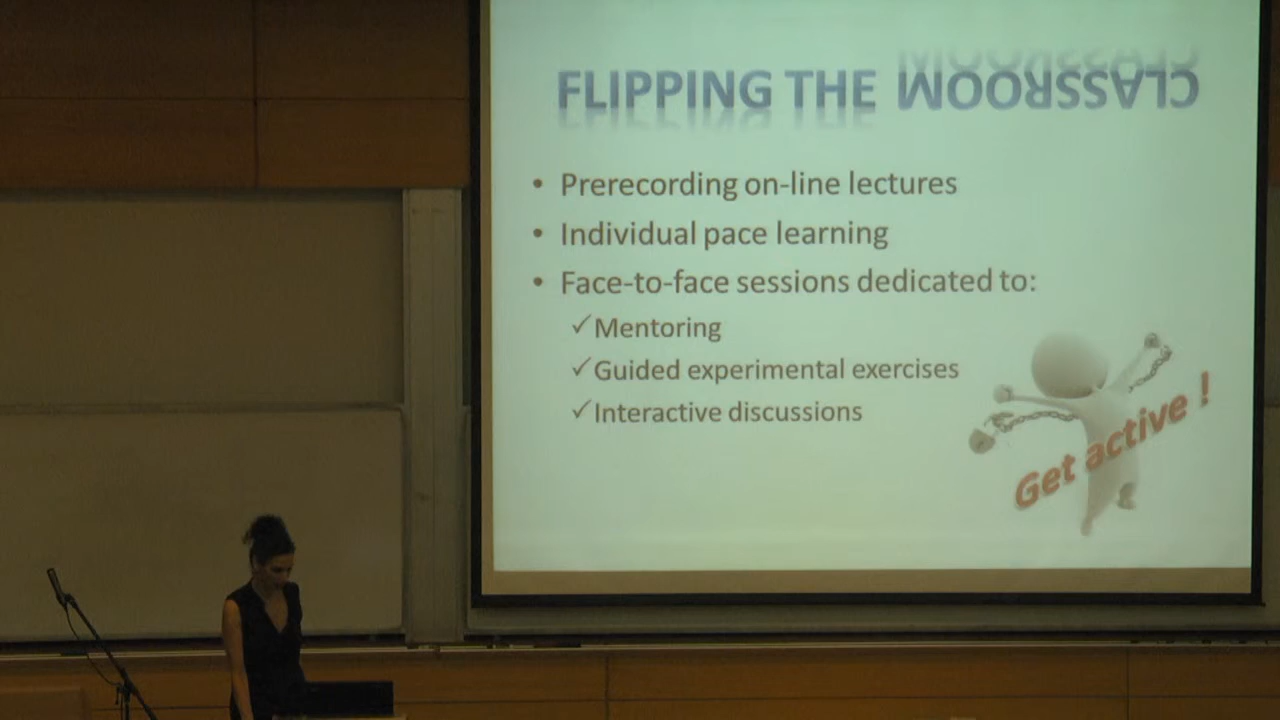 FLIPPING THE CLASSROOM
• Prerecording on-line lectures
• Individual pace learning
• Face-to-face sessions dedicated to:
✓ Mentoring
✓ Guided experimental exercises
✓ Interactive discussions
Get active !